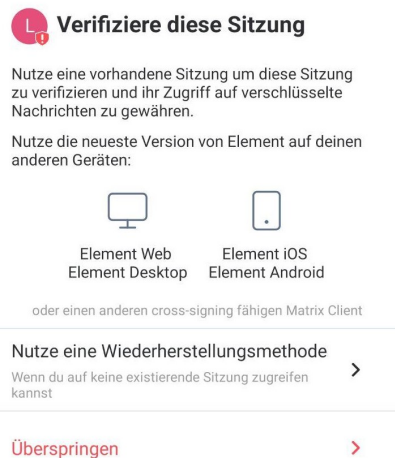 L
Verifiziere diese Sitzung
Nutze eine vorhandene Sitzung um diese Sitzung
zu verifizieren und ihr Zugriff auf verschlüsselte
Nachrichten zu gewähren.
Nutze die neueste Version von Element auf deinen
anderen Geräten:
Element Web
Element Desktop
Element iOS
Element Android
oder einen anderen cross-signing fähigen Matrix Client
Nutze eine Wiederherstellungsmethode
Wenn du auf keine existierende Sitzung zugreifen
kannst
Überspringen